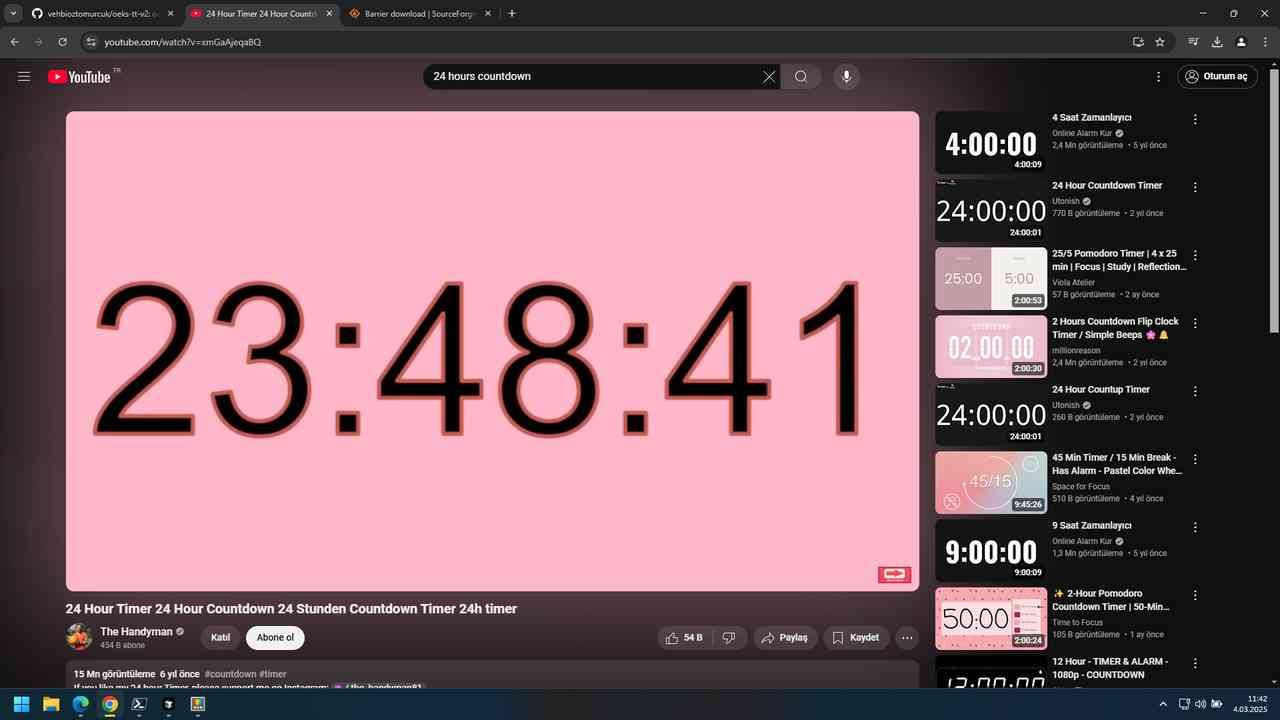 vehbioztomurcuk/oeks-tt-v2:
24 Hour Timer 24 Hour Countd
Barrier download | SourceForg
youtube.com/watch?v=xmGaAjeqaBQ
YouTube TR
24 hours countdown
Oturum aç
23:48:41
24 Hour Timer 24 Hour Countdown 24 Stunden Countdown Timer 24h timer
The Handyman
454 B abone
Katıl
Abone ol
54 B
Paylaş
Kaydet
15 Mn görüntüleme 6 yıl önce #countdown #timer
If you like my 24 hour Timer, please support me on Instagram: / the_handyman81
4:00:00
4:00:09
4 Saat Zamanlayıcı
Online Alarm Kur
2,4 Mn görüntüleme • 5 yıl önce
24:00:00
24:00:01
24 Hour Countdown Timer
Utonish
770 B görüntüleme • 2 yıl önce
25:00
5:00
2:00:53
25/5 Pomodoro Timer | 4 x 25
min | Focus | Study | Reflection...
Viola Atelier
57 B görüntüleme • 2 ay önce
COUNTDOWN
02:00:00
2:00:30
2 Hours Countdown Flip Clock
Timer / Simple Beeps 🌸 🔔
millionreason
2,4 Mn görüntüleme • 2 yıl önce
24:00:00
24:00:01
24 Hour Countup Timer
Utonish
260 B görüntüleme • 2 yıl önce
45/15
9:45:26
45 Min Timer / 15 Min Break -
Has Alarm - Pastel Color Whe...
Space for Focus
510 B görüntüleme • 4 yıl önce
9:00:00
9:00:09
9 Saat Zamanlayıcı
Online Alarm Kur
1,3 Mn görüntüleme • 5 yıl önce
50:00
2:00:24
✨ 2-Hour Pomodoro
Countdown Timer | 50-Min...
Time to Focus
105 B görüntüleme • 1 ay önce
12:00:00
12 Hour - TIMER & ALARM -
1080p - COUNTDOWN
11:42
4.03.2025